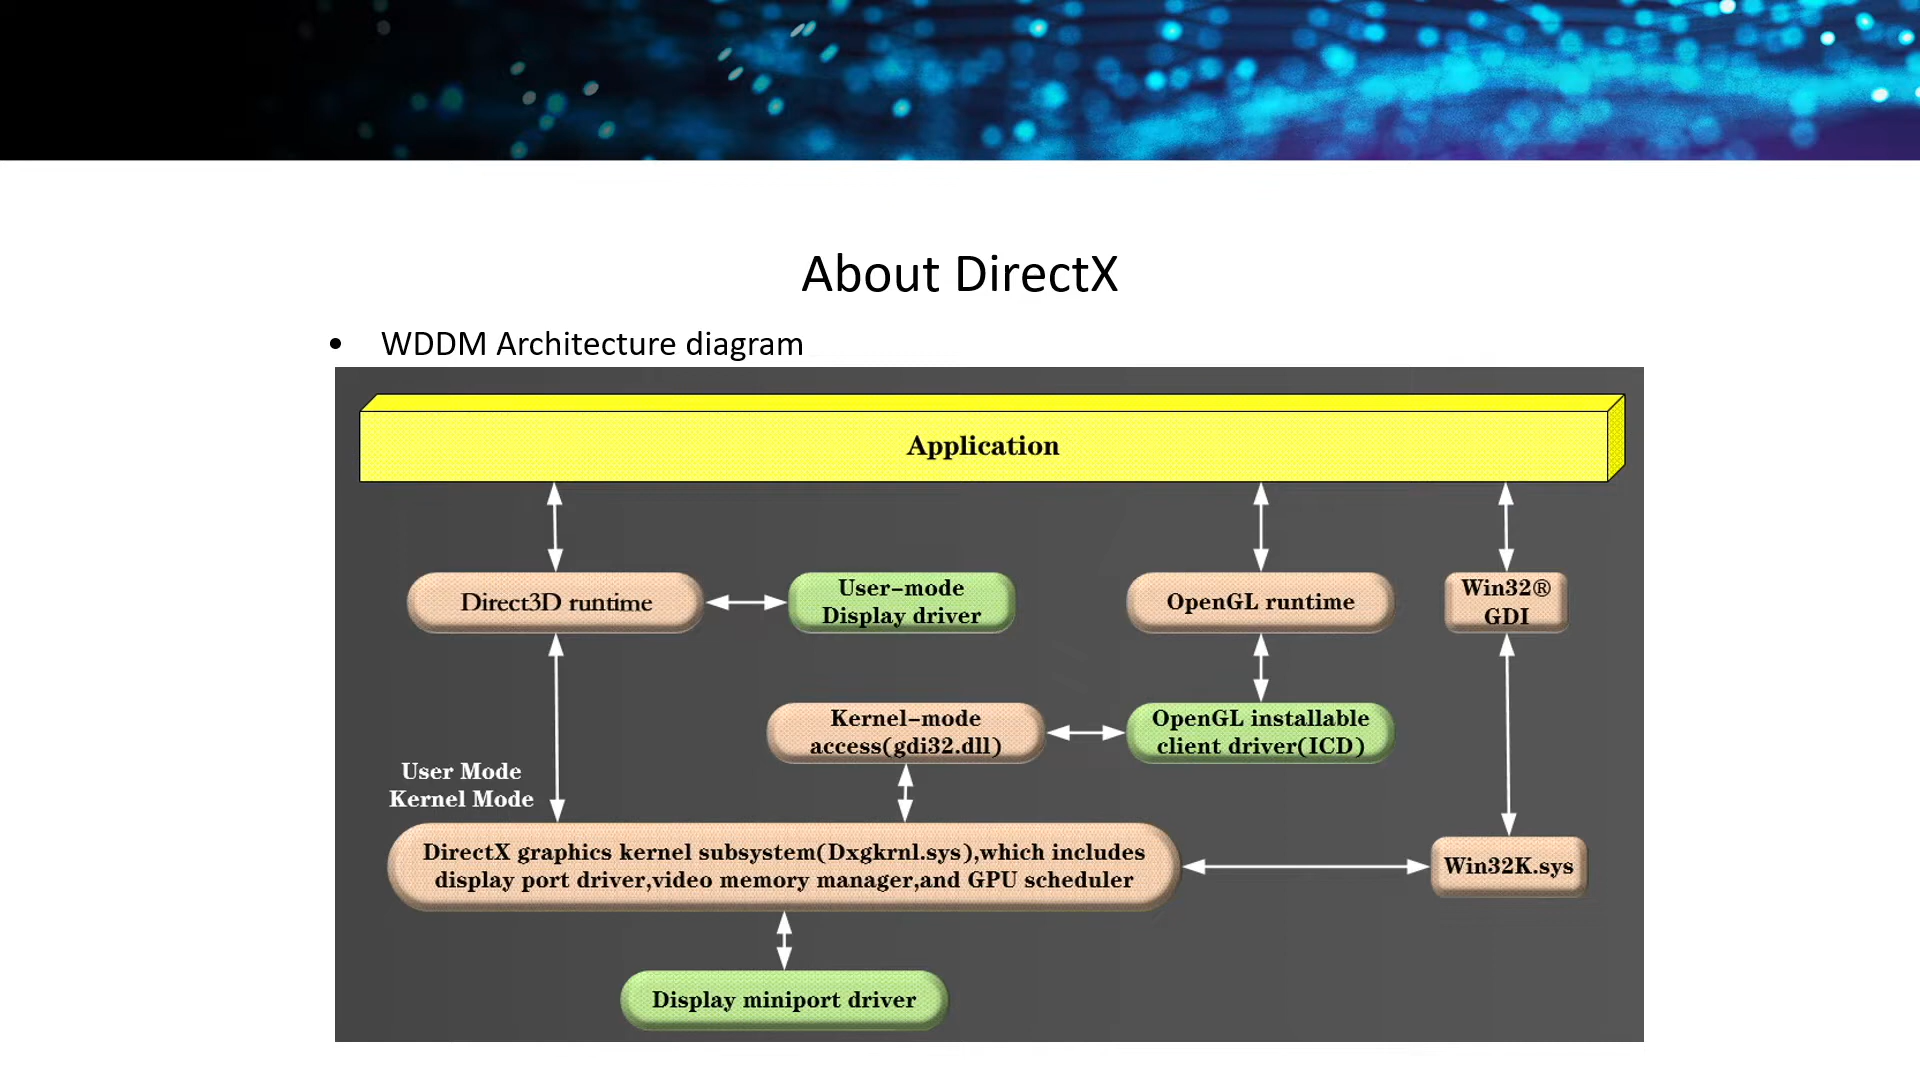 About DirectX
• WDDM Architecture diagram
Application
Direct3D runtime
User-mode
Display driver
OpenGL runtime
Win32®
GDI
Kernel-mode
access(gdi32.dll)
OpenGL installable
client driver(ICD)
User Mode
Kernel Mode
DirectX graphics kernel subsystem(Dxgkrnl.sys),which includes
display port driver,video memory manager,and GPU scheduler
Win32K.sys
Display miniport driver